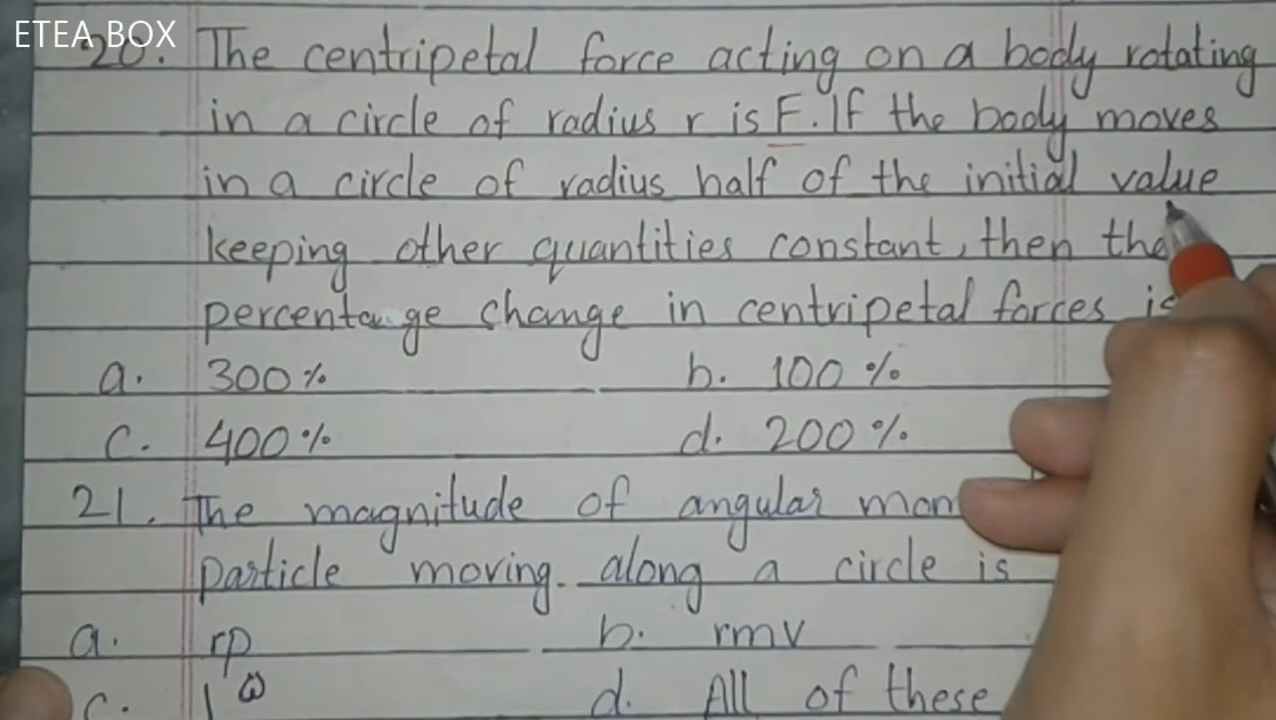 ETEA BOX
20. The centripetal force acting on a body rotating
in a circle of radius r is F. If the body moves
in a circle of radius half of the initial value
keeping other quantities constant, then the
percentage change in centripetal forces is
a. 300% b. 100%
c. 400% d. 200%
21. The magnitude of angular mom
particle moving along a circle is
a. rp b. rmv
c. ω d. All of these